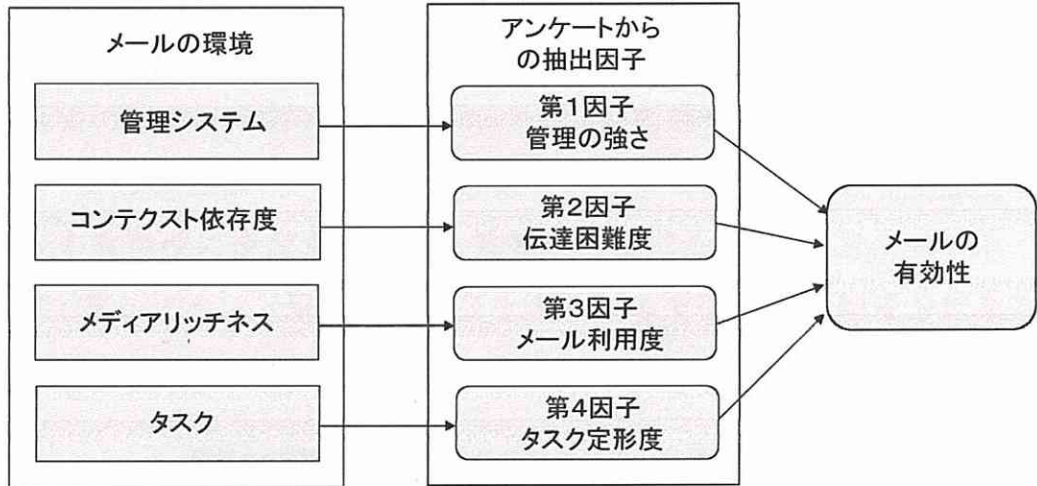 メールの環境
管理システム
コンテクスト依存度
メディアリッチネス
タスク
アンケートから
の抽出因子
第1因子
管理の強さ
第2因子
伝達困難度
第3因子
メール利用度
第4因子
タスク定形度
メールの
有効性